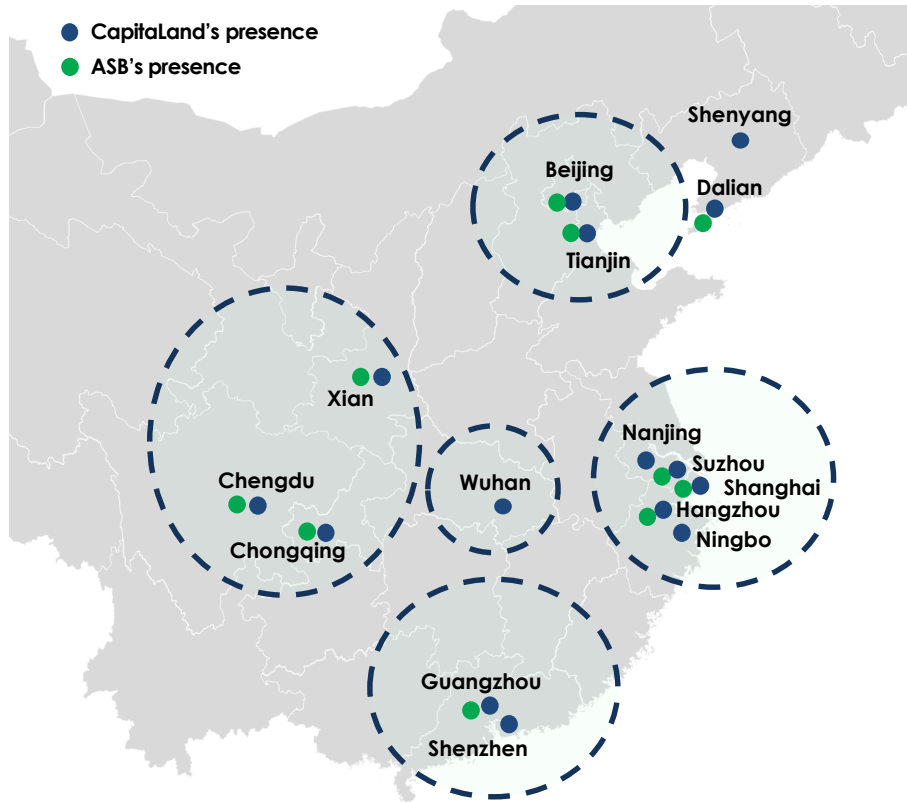 CapitaLand's presence
ASB's presence
Shenyang
Beijing
Dalian
Tianjin
Xian
Nanjing
Suzhou
Chengdu
Wuhan
Shanghai
Hangzhou
Chongqing
Ningbo
Guangzhou
Shenzhen